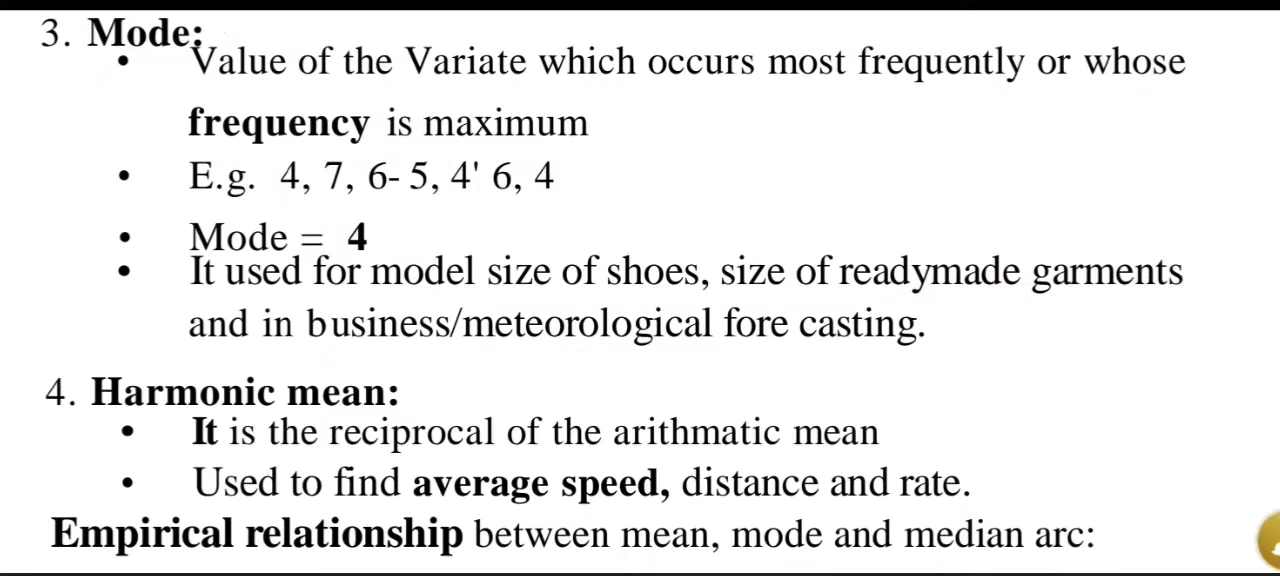 3. Mode:
• Value of the Variate which occurs most frequently or whose
frequency is maximum
• E.g. 4, 7, 6- 5, 4' 6, 4
• Mode = 4
• It used for model size of shoes, size of readymade garments
and in business/meteorological fore casting.
4. Harmonic mean:
• It is the reciprocal of the arithmatic mean
• Used to find average speed, distance and rate.
Empirical relationship between mean, mode and median arc: